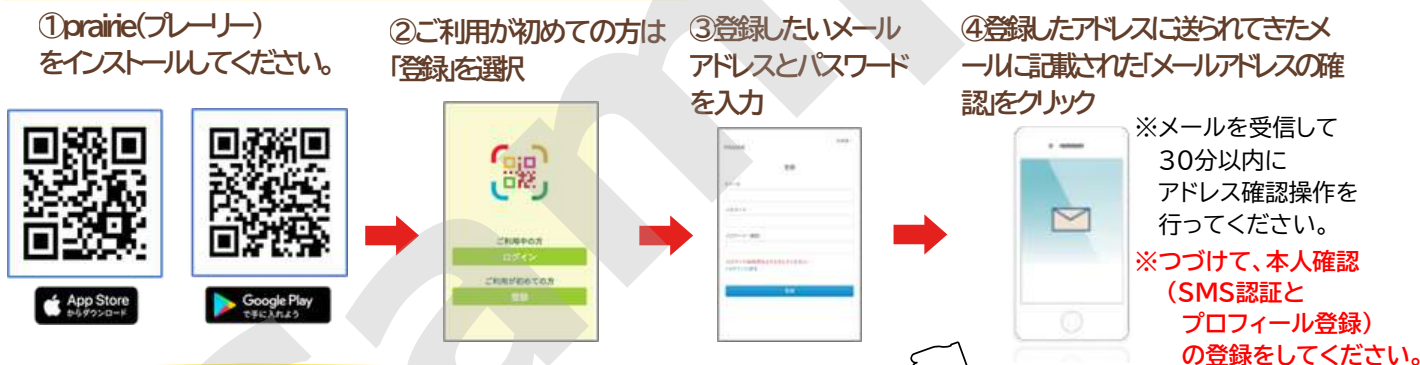 ①prairie(プレーリー)
をインストールしてください。
App Store
からダウンロード
Google Play
で手に入れよう
②ご利用が初めての方は
「登録」を選択
ご利用中の方
ログイン
ご利用が初めての方
登録
③登録したいメール
アドレスとパスワード
を入力
登録
④登録したアドレスに送られてきたメ
ールに記載された「メールアドレスの確
認」をクリック
※メールを受信して
30分以内に
アドレス確認操作を
行ってください。
※つづけて、本人確認
(SMS認証と
プロフィール登録)
の登録をしてください。